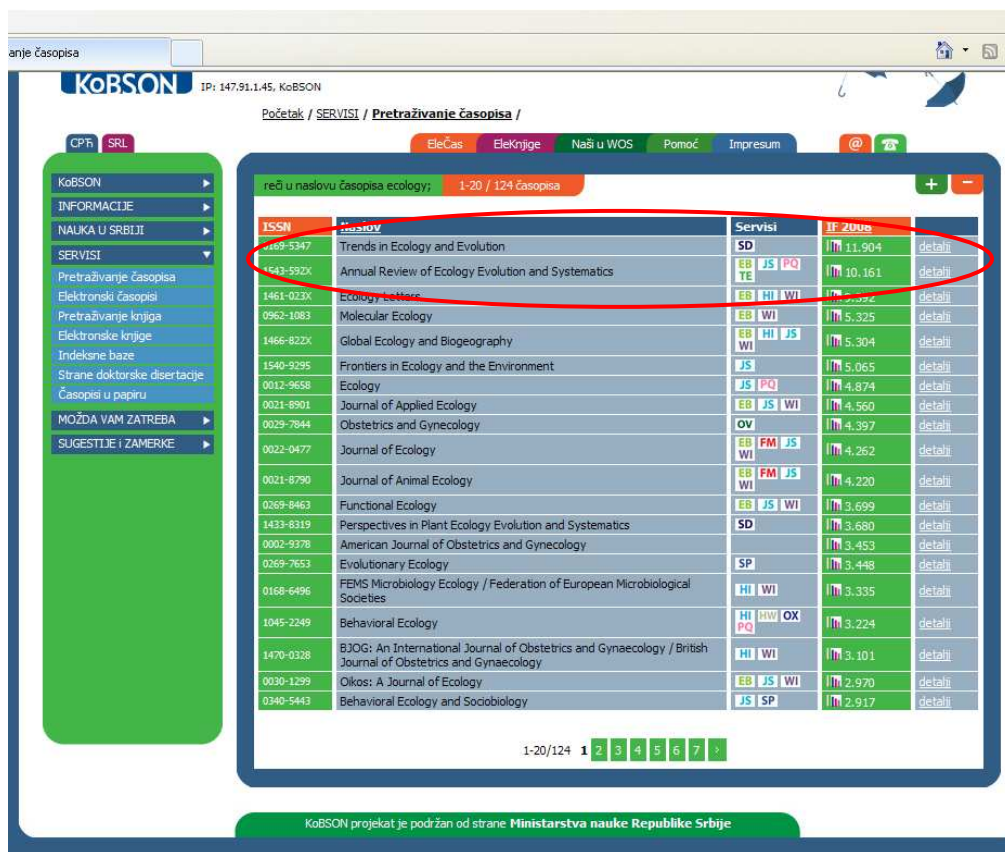 anje časopisa
KoBSON IP: 147.91.1.45, KoBSON
Početak / SERVISI / Pretraživanje časopisa /
СРЋ SRL
EleČas EleKnjige Naši u WOS Pomoć Impresum @
KoBSON
INFORMACIJE
NAUKA U SRBIJI
SERVISI
Pretraživanje časopisa
Elektronski časopisi
Pretraživanje knjiga
Elektronske knjige
Indeksne baze
Strane doktorske disertacije
Časopisi u papiru
MOŽDA VAM ZATREBA
SUGESTIJE i ZAMERKE
reči u naslovu časopisa ecology; 1-20 / 124 časopisa + −
ISSN Naslov Servisi IF 2008
0169-5347 Trends in Ecology and Evolution SD 11.904 detalji
1543-592X Annual Review of Ecology Evolution and Systematics EB JS PQ TE 10.161 detalji
1461-023X Ecology Letters EB HI WI detalji
0962-1083 Molecular Ecology EB WI 5.325 detalji
1466-822X Global Ecology and Biogeography EB HI JS WI 5.304 detalji
1540-9295 Frontiers in Ecology and the Environment JS 5.065 detalji
0012-9658 Ecology JS PQ 4.874 detalji
0021-8901 Journal of Applied Ecology EB JS WI 4.560 detalji
0029-7844 Obstetrics and Gynecology OV 4.397 detalji
0022-0477 Journal of Ecology EB FM JS WI 4.262 detalji
0021-8790 Journal of Animal Ecology EB FM JS WI 4.220 detalji
0269-8463 Functional Ecology EB JS WI 3.699 detalji
1433-8319 Perspectives in Plant Ecology Evolution and Systematics SD 3.680 detalji
0002-9378 American Journal of Obstetrics and Gynecology 3.453 detalji
0269-7653 Evolutionary Ecology SP 3.448 detalji
0168-6496 FEMS Microbiology Ecology / Federation of European Microbiological
Societies HI WI 3.335 detalji
1045-2249 Behavioral Ecology HI HW OX PQ 3.224 detalji
1470-0328 BJOG: An International Journal of Obstetrics and Gynaecology / British
Journal of Obstetrics and Gynaecology HI WI 3.101 detalji
0030-1299 Oikos: A Journal of Ecology EB JS WI 2.970 detalji
0340-5443 Behavioral Ecology and Sociobiology JS SP 2.917 detalji
1-20/124 1 2 3 4 5 6 7 ›
KoBSON projekat je podržan od strane Ministarstva nauke Republike Srbije